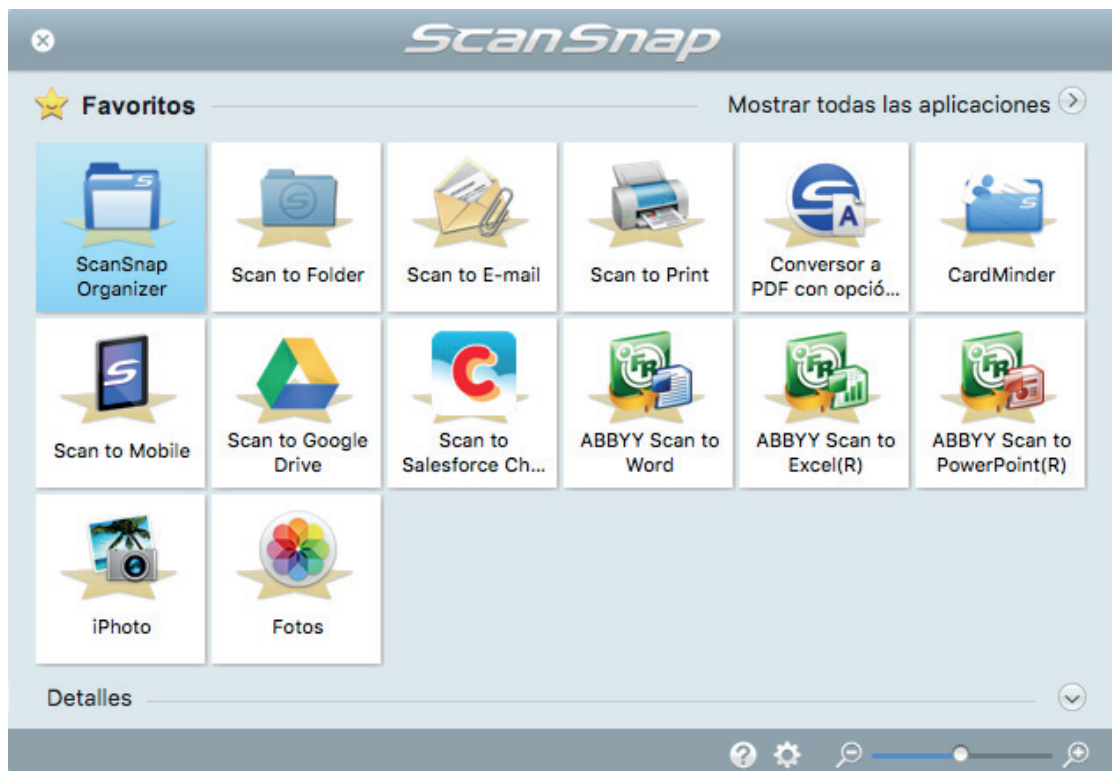 ScanSnap
Favoritos
Mostrar todas las aplicaciones
ScanSnap
Organizer
Scan to Folder
Scan to E-mail
Scan to Print
Conversor a
PDF con opció...
CardMinder
Scan to Mobile
Scan to Google
Drive
Scan to
Salesforce Ch...
ABBYY Scan to
Word
ABBYY Scan to
Excel(R)
ABBYY Scan to
PowerPoint(R)
iPhoto
Fotos
Detalles